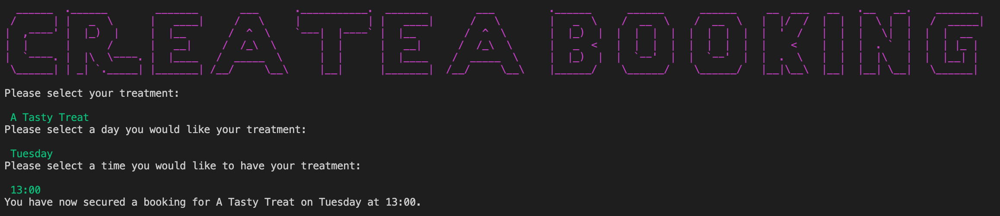 CREATE A BOOKING
Please select your treatment:
A Tasty Treat
Please select a day you would like your treatment:
Tuesday
Please select a time you would like to have your treatment:
13:00
You have now secured a booking for A Tasty Treat on Tuesday at 13:00.